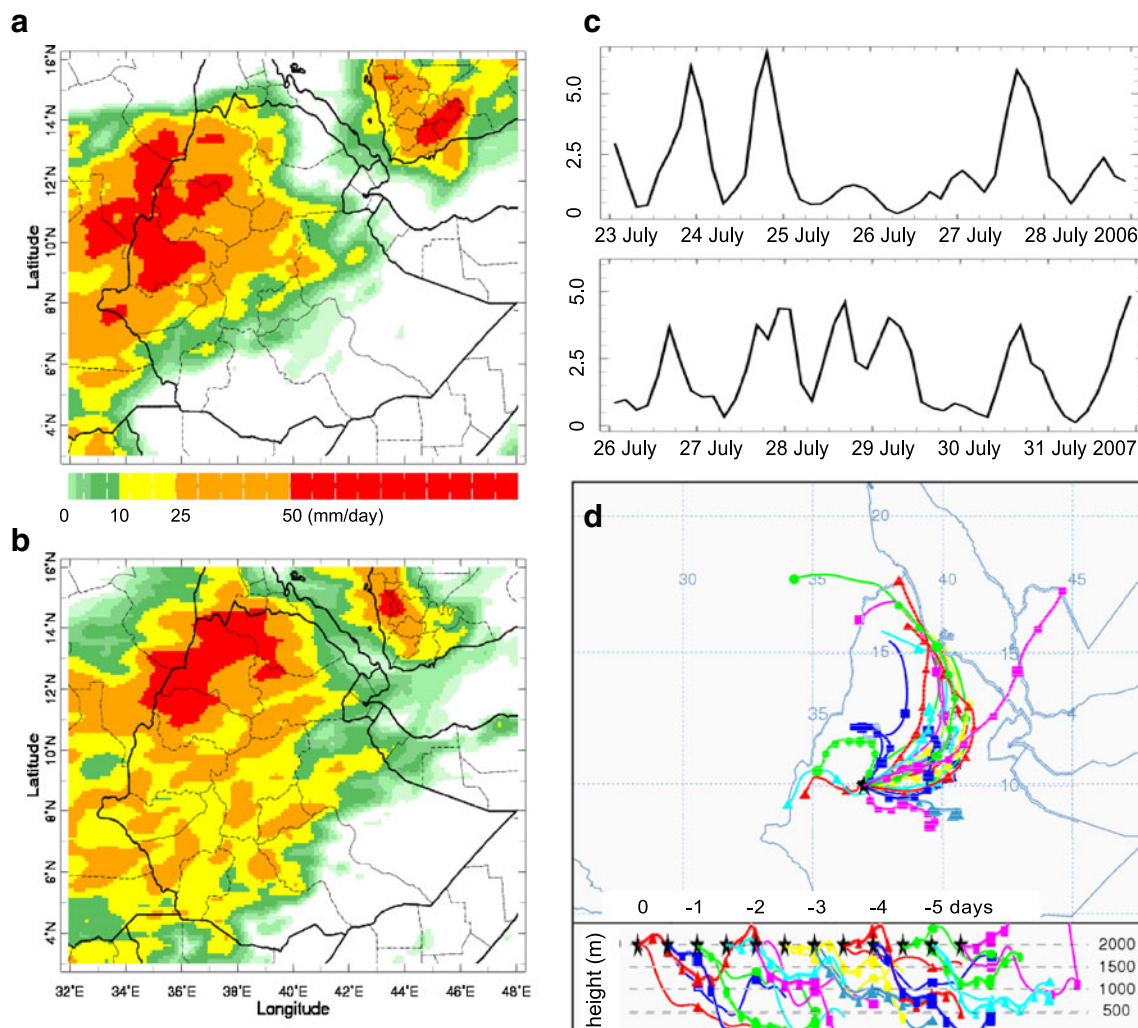 a
16°N
14°N
12°N
10°N
8°N
6°N
4°N
Latitude
0 10 25 50 (mm/day)
b
16°N
14°N
12°N
10°N
8°N
6°N
4°N
Latitude
32°E 34°E 36°E 38°E 40°E 42°E 44°E 46°E 48°E
Longitude
c
5.0
2.5
0
23 July 24 July 25 July 26 July 27 July 28 July 2006
5.0
2.5
0
26 July 27 July 28 July 29 July 30 July 31 July 2007
d
20
30 35 40 45
15 15
35
10 10
0 -1 -2 -3 -4 -5 days
height (m)
2000
1500
1000
500